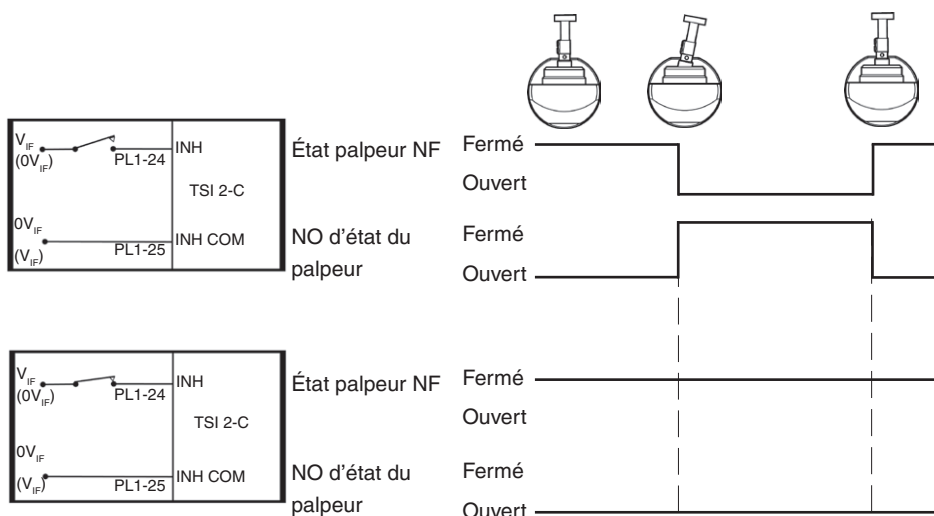 V_IF
(0V_IF)
PL1-24
INH
TSI 2-C
0V_IF
(V_IF)
PL1-25
INH COM
État palpeur NF
Fermé
Ouvert
NO d'état du
palpeur
Fermé
Ouvert
V_IF
(0V_IF)
PL1-24
INH
TSI 2-C
0V_IF
(V_IF)
PL1-25
INH COM
État palpeur NF
Fermé
Ouvert
NO d'état du
palpeur
Fermé
Ouvert